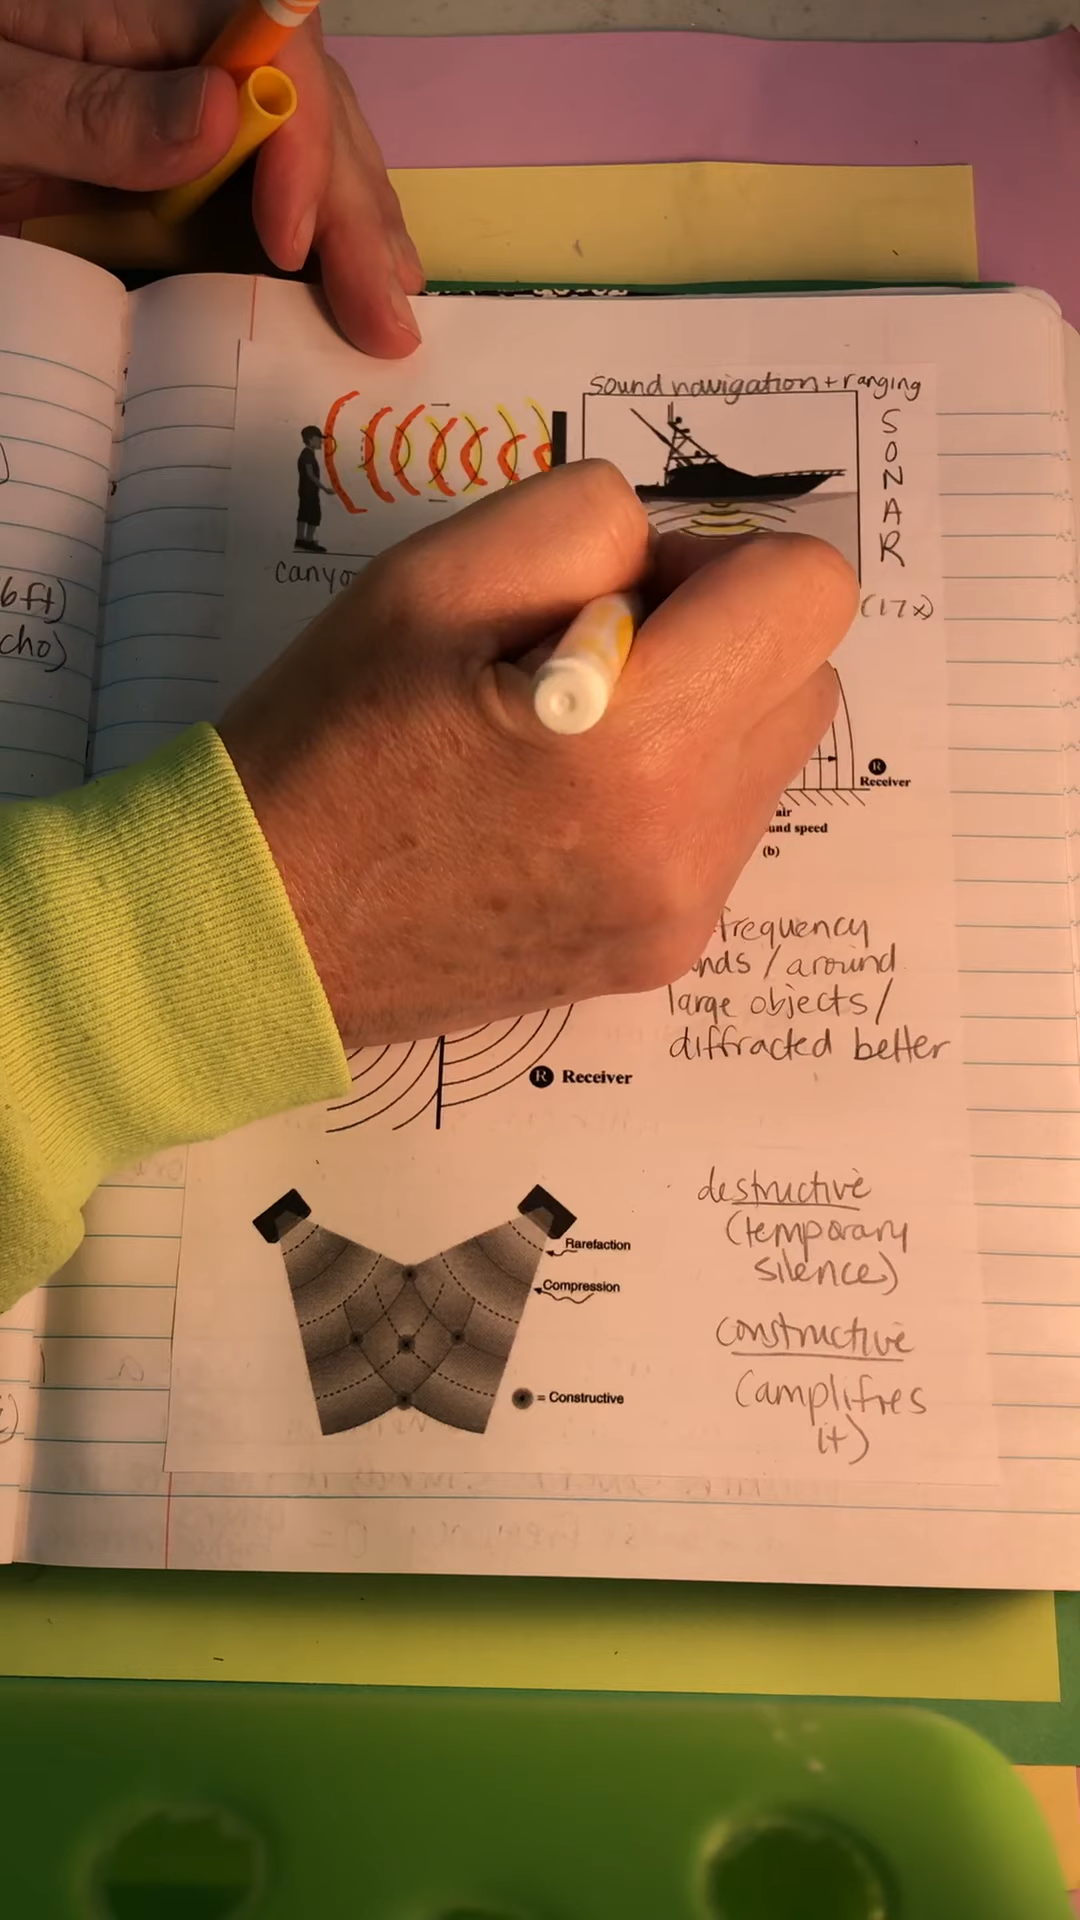 sound navigation + ranging
S
O
N
A
R
6ft)
cho)
(17x)
R
Receiver
air
und speed
(b)
frequency
nds / around
large objects /
diffracted better
R Receiver
Rarefaction
Compression
= Constructive
destructive
(temporary
silence)
constructive
(amplifies
it)